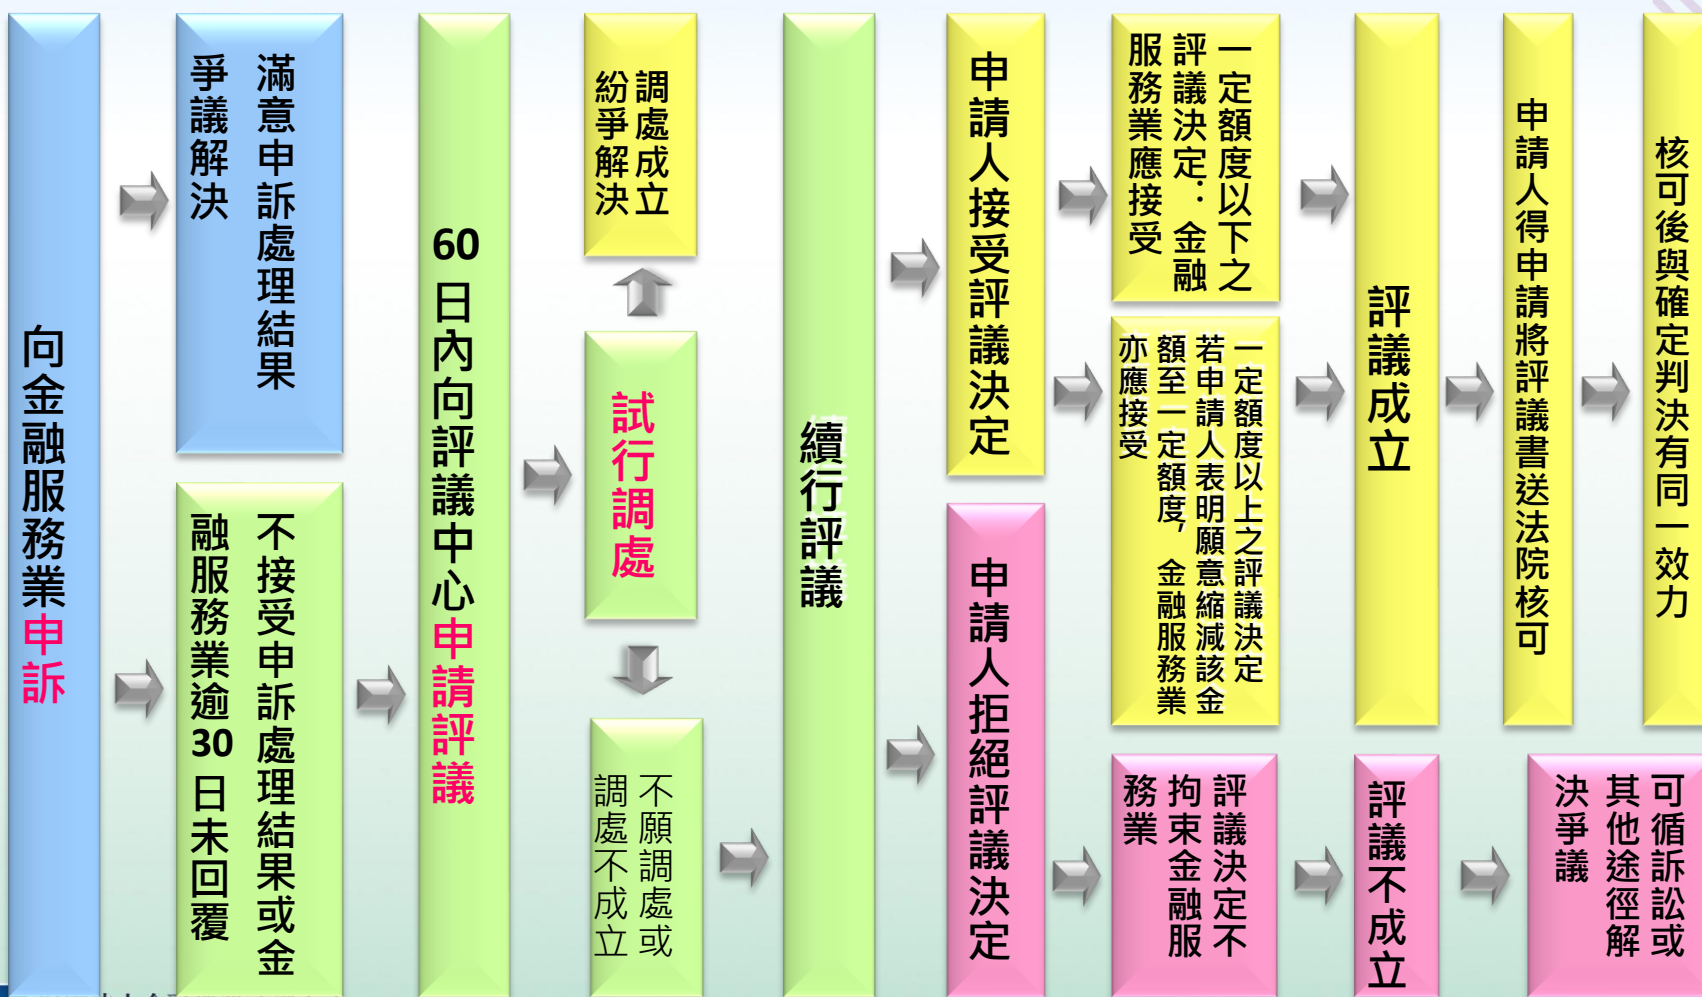 向金融服務業申訴
滿意申訴處理結果
爭議解決
不接受申訴處理結果或金
融服務業逾30日未回覆
60日內向評議中心申請評議
調處成立
紛爭解決
試行調處
不願調處或
調處不成立
續行評議
申請人接受評議決定
申請人拒絕評議決定
一定額度以下之
評議決定：金融
服務業應接受
一定額度以上之評議決定
若申請人表明願意縮減該金
額至一定額度，金融服務業
亦應接受
評議決定不
拘束金融服
務業
評議成立
評議不成立
申請人得申請將評議書送法院核可
核可後與確定判決有同一效力
可循訴訟或
其他途徑解
決爭議